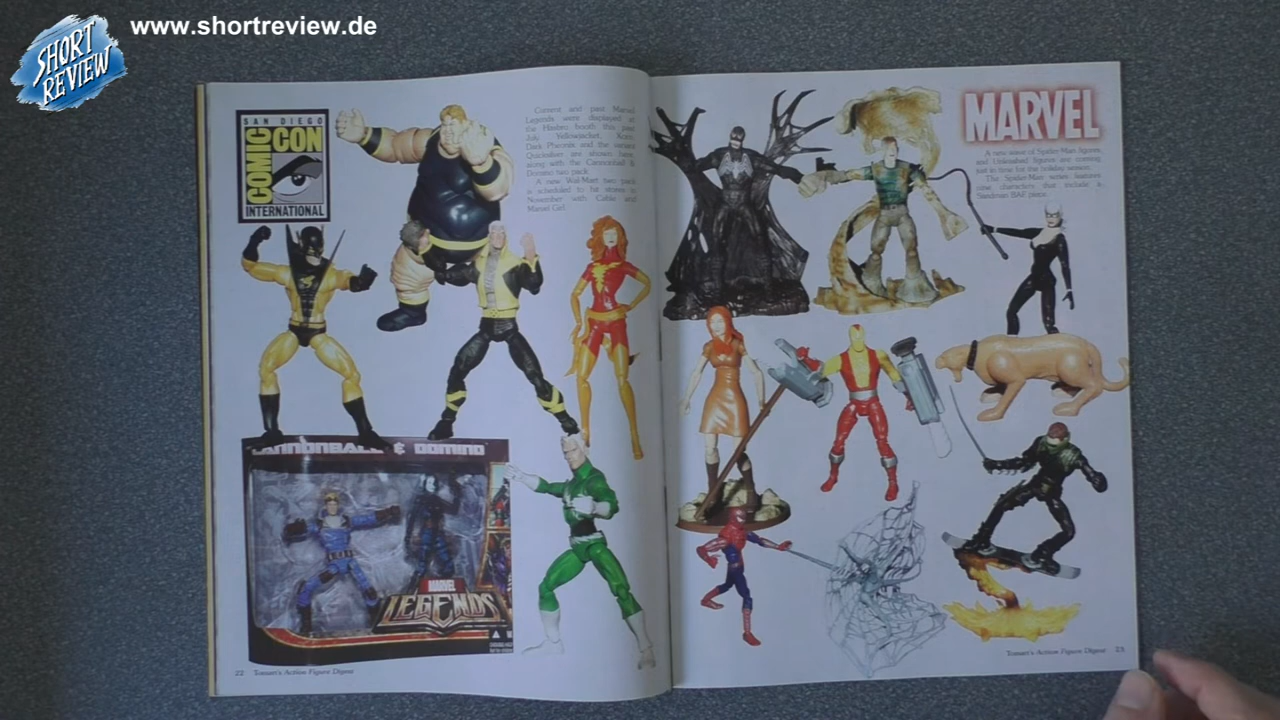 SHORT
REVIEW
www.shortreview.de
SAN DIEGO
COMIC
CON
INTERNATIONAL
Current and past Marvel
Legends were displayed at
the Hasbro booth this past
July. Yellowjacket, Xorn,
Dark Phoenix and the variant
Quicksilver are shown here,
along with the Cannonball &
Domino two pack.
A new Wal-Mart two pack
is scheduled to hit stores in
November with Cable and
Marvel Girl.
CANNONBALL & DOMINO
MARVEL
LEGENDS
22 Tomart's Action Figure Digest
MARVEL
A new wave of Spider-Man figures
and Unleashed figures are coming
just in time for the holiday season.
The Spider-Man series features
nine characters that include a
Sandman BAF piece.
Tomart's Action Figure Digest 23